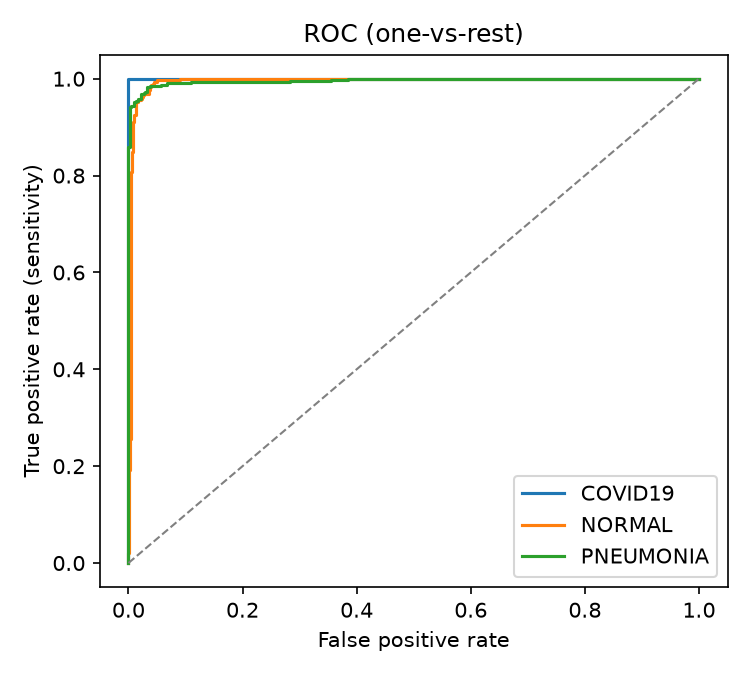 ROC (one-vs-rest)
True positive rate (sensitivity)
1.0
0.8
0.6
0.4
0.2
0.0
COVID19
NORMAL
PNEUMONIA
0.0 0.2 0.4 0.6 0.8 1.0
False positive rate